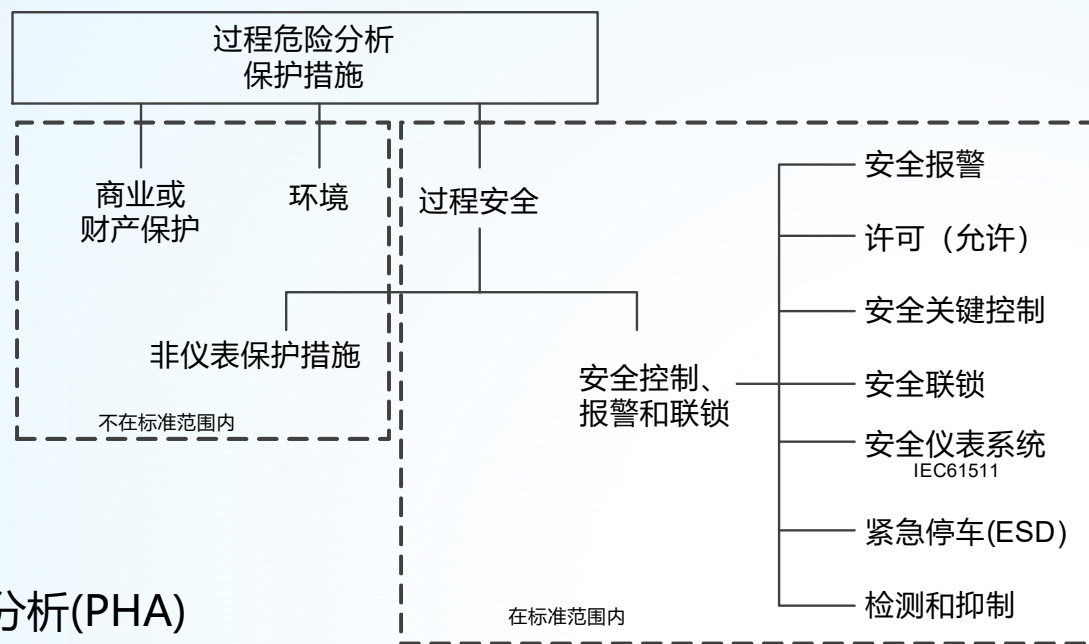 过程危险分析
保护措施
商业或
财产保护
环境
过程安全
非仪表保护措施
不在标准范围内
安全控制、
报警和联锁
安全报警
许可（允许）
安全关键控制
安全联锁
安全仪表系统
IEC61511
紧急停车(ESD)
检测和抑制
在标准范围内
分析(PHA)